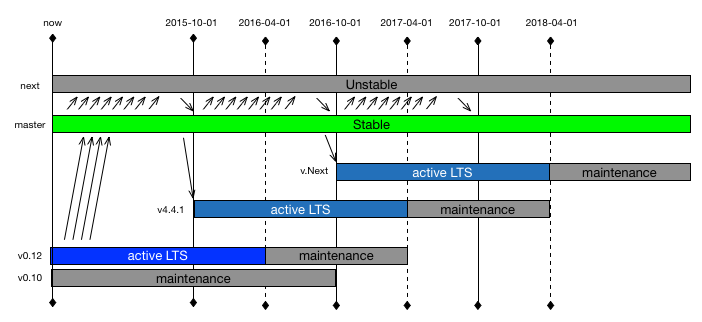 now
2015-10-01
2016-04-01
2016-10-01
2017-04-01
2017-10-01
2018-04-01
next
Unstable
master
Stable
v.Next
active LTS
maintenance
v4.4.1
active LTS
maintenance
v0.12
active LTS
maintenance
v0.10
maintenance